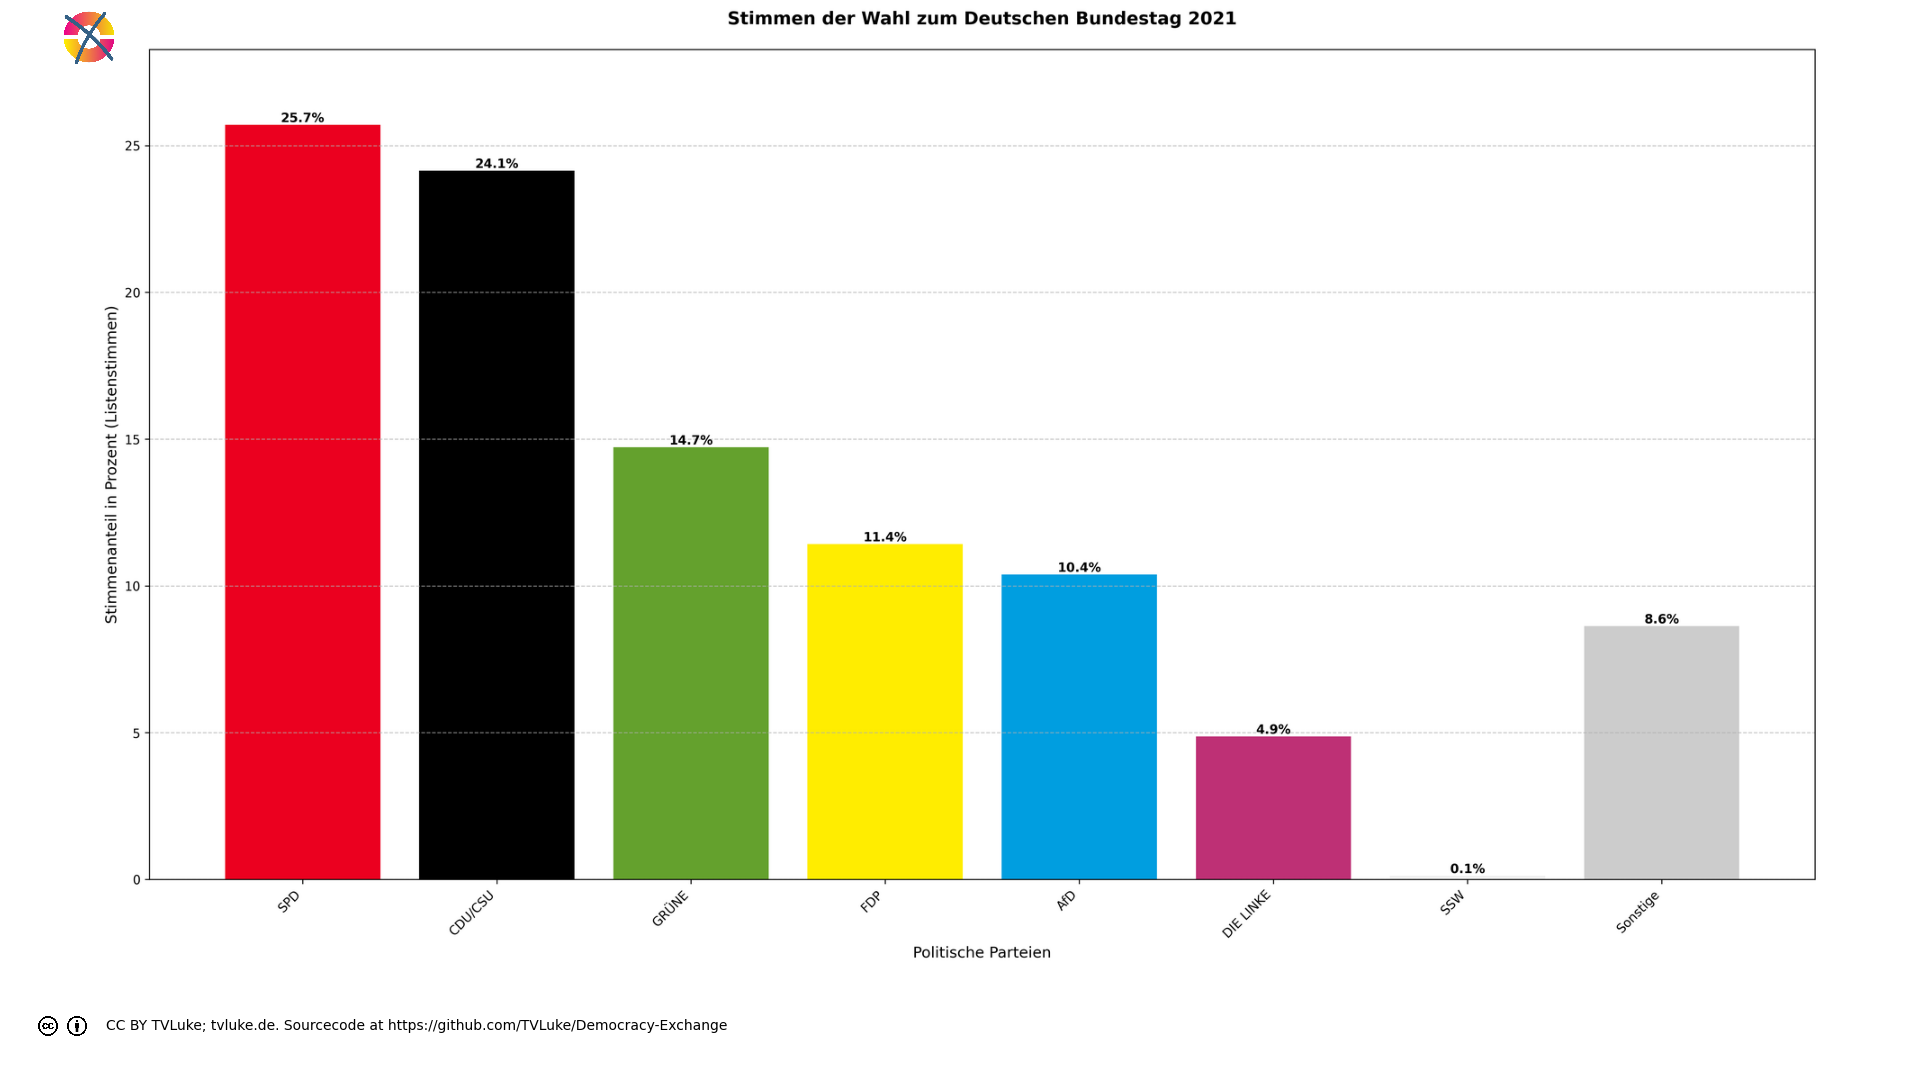 Stimmen der Wahl zum Deutschen Bundestag 2021
Stimmenanteil in Prozent (Listenstimmen)
25
20
15
10
5
0
25.7%
24.1%
14.7%
11.4%
10.4%
4.9%
0.1%
8.6%
SPD
CDU/CSU
GRÜNE
FDP
AfD
DIE LINKE
SSW
Sonstige
Politische Parteien
cc
CC BY TVLuke; tvluke.de. Sourcecode at https://github.com/TVLuke/Democracy-Exchange